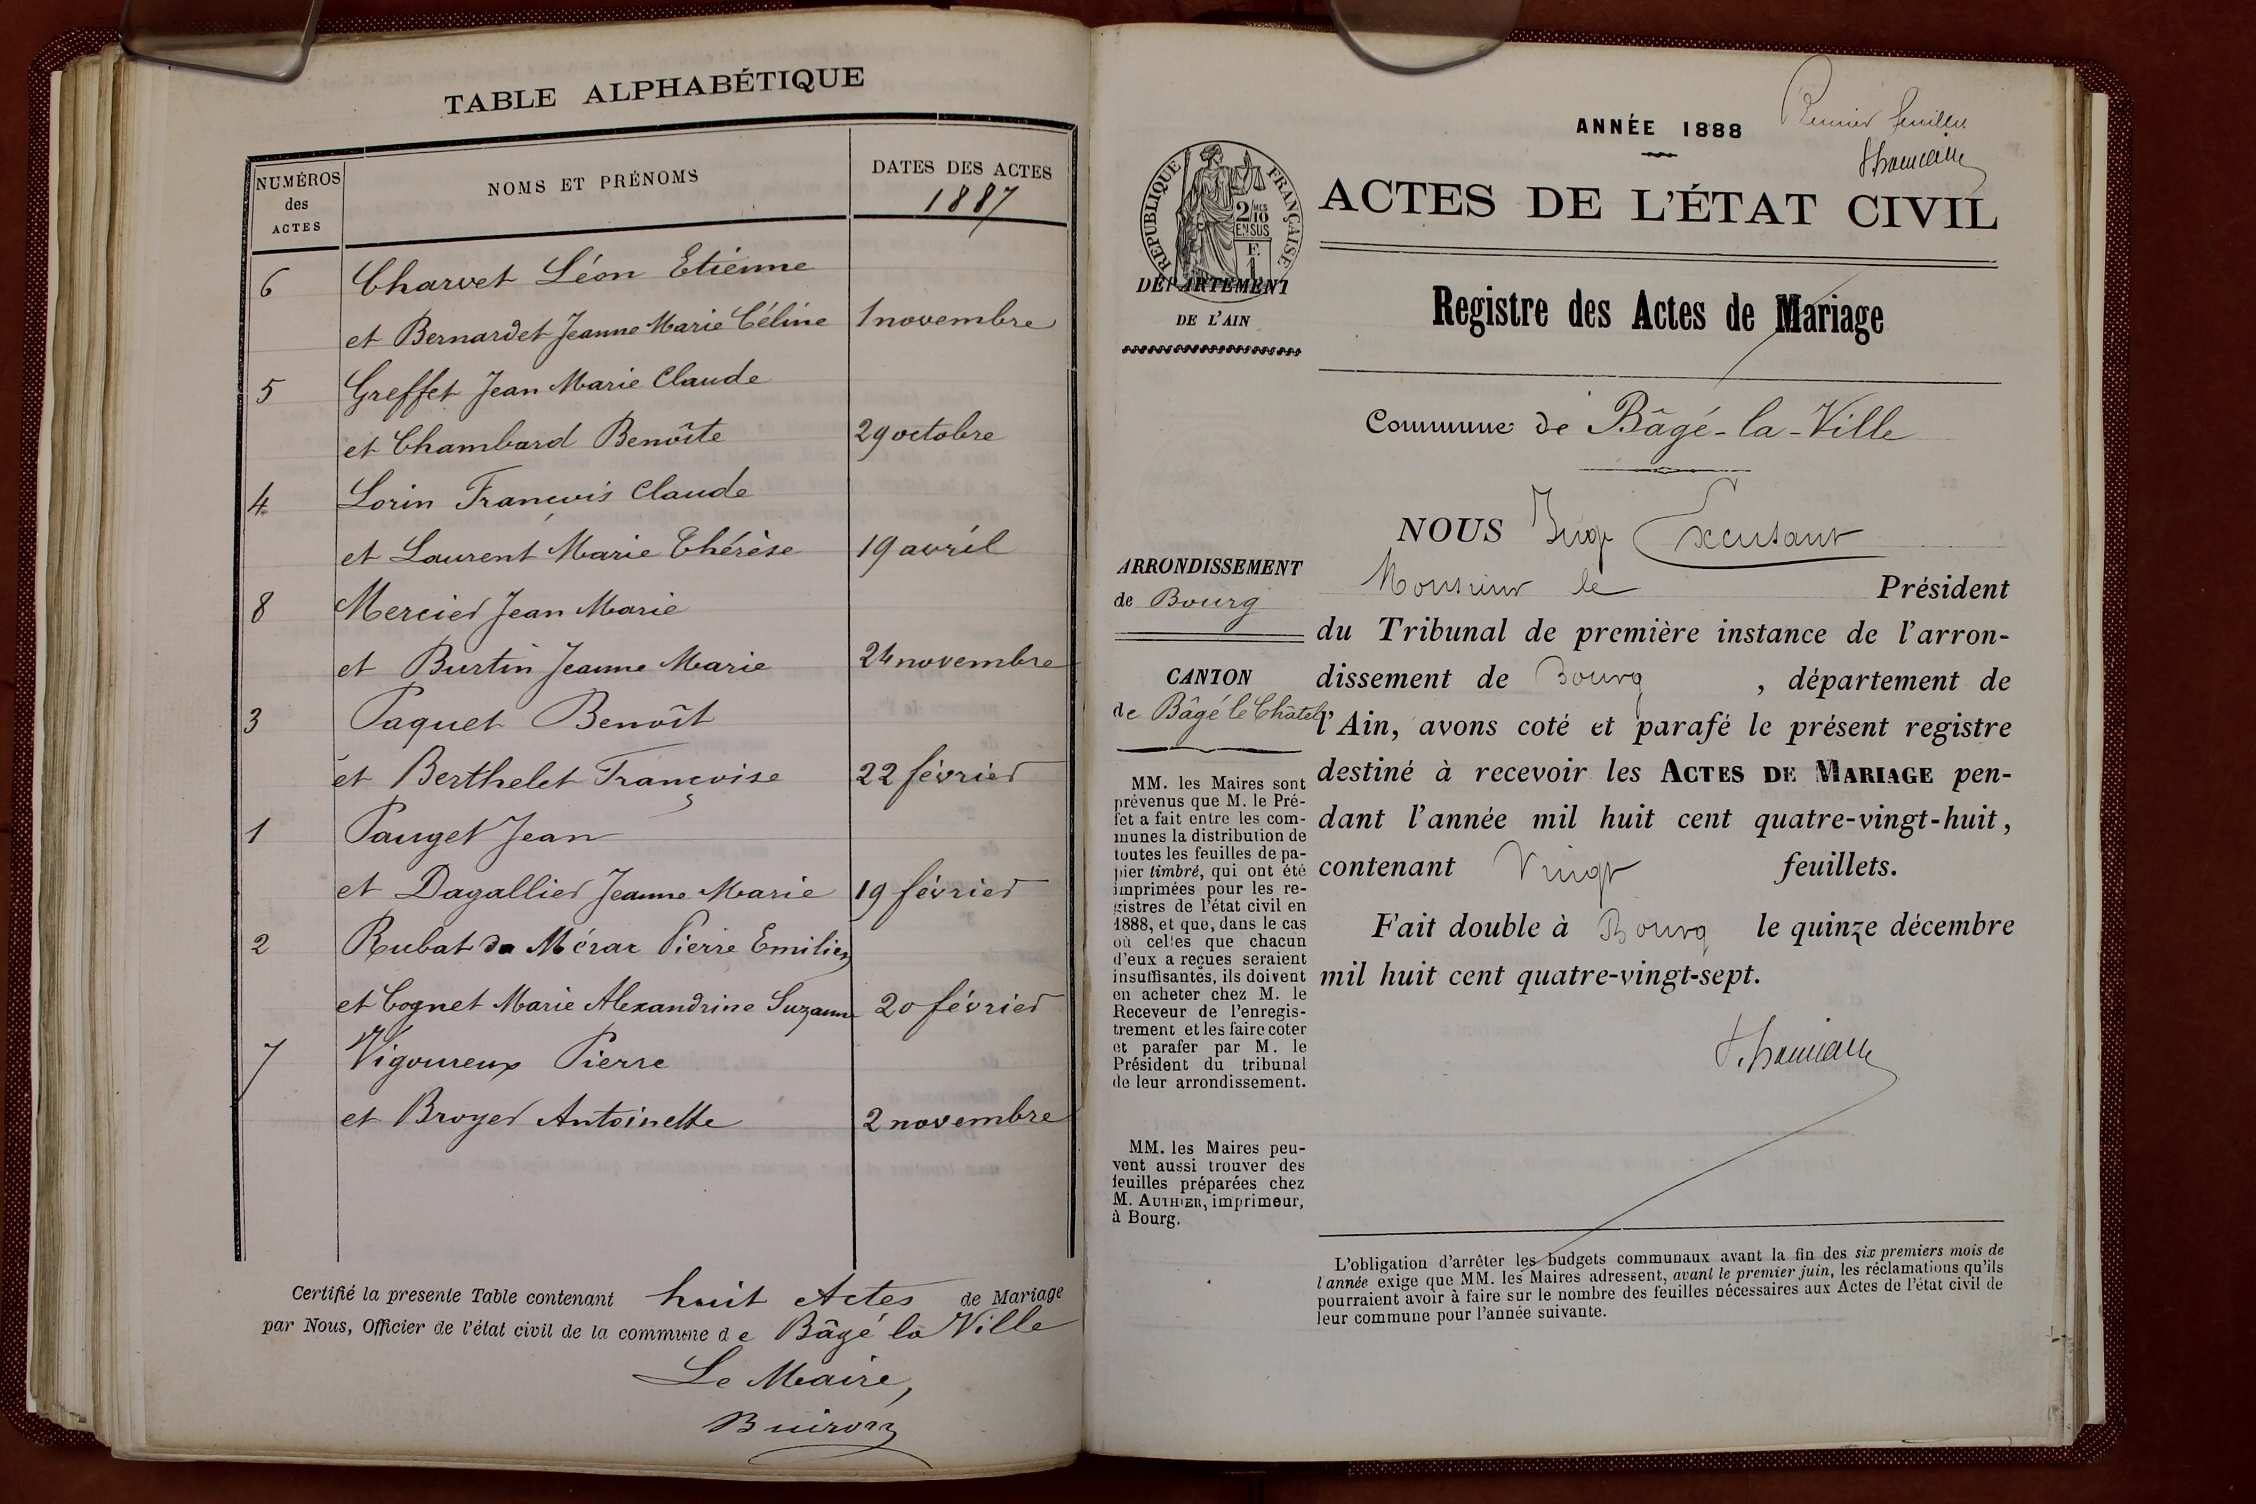 TABLE ALPHABÉTIQUE
NUMÉROS des ACTES
NOMS ET PRÉNOMS
DATES DES ACTES
1887
6 Charvet Léon Etienne
et Bernardet Jeanne Marie Céline 1 novembre
5 Greffet Jean Marie Claude
et Chambard Benoîte 29 octobre
4 Lorin François Claude
et Laurent Marie Thérèse 19 avril
8 Mercier Jean Marie
et Burtin Jeanne Marie 24 novembre
3 Paquet Benoît
et Berthelet Françoise 22 février
1 Pauget Jean
et Dagallier Jeanne Marie 19 février
2 Rubat du Mérac Pierre Emilien
et Cognet Marie Alexandrine Suzanne 20 février
7 Vigoureux Pierre
et Broyer Antoinette 2 novembre
Certifié la presente Table contenant huit Actes de Mariage
par Nous, Officier de l'état civil de la commune de Bâgé la Ville
Le Maire,
Buiron
Premier feuillet
ANNÉE 1888
RÉPUBLIQUE FRANÇAISE
2 MES
/10
EN SUS
E.
1
ACTES DE L'ÉTAT CIVIL
DÉPARTEMENT
DE L'AIN
Registre des Actes de Mariage
Commune de Bâgé-la-Ville
ARRONDISSEMENT
de Bourg
CANTON
de Bâgé le Châtel
MM. les Maires sont
prévenus que M. le Pré-
fet a fait entre les com-
munes la distribution de
toutes les feuilles de pa-
pier timbré, qui ont été
imprimées pour les re-
gistres de l'état civil en
1888, et que, dans le cas
où celles que chacun
d'eux a reçues seraient
insuffisantes, ils doivent
en acheter chez M. le
Receveur de l'enregis-
trement et les faire coter
et parafer par M. le
Président du tribunal
de leur arrondissement.
MM. les Maires peu-
vent aussi trouver des
feuilles préparées chez
M. AUTHIER, imprimeur,
à Bourg.
NOUS Juge
Monsieur le Président
du Tribunal de première instance de l'arron-
dissement de Bourg, département de
l'Ain, avons coté et parafé le présent registre
destiné à recevoir les ACTES DE MARIAGE pen-
dant l'année mil huit cent quatre-vingt-huit,
contenant Vingt feuillets.
Fait double à Bourg le quinze décembre
mil huit cent quatre-vingt-sept.
L'obligation d'arrêter les budgets communaux avant la fin des six premiers mois de
l'année exige que MM. les Maires adressent, avant le premier juin, les réclamations qu'ils
pourraient avoir à faire sur le nombre des feuilles nécessaires aux Actes de l'état civil de
leur commune pour l'année suivante.